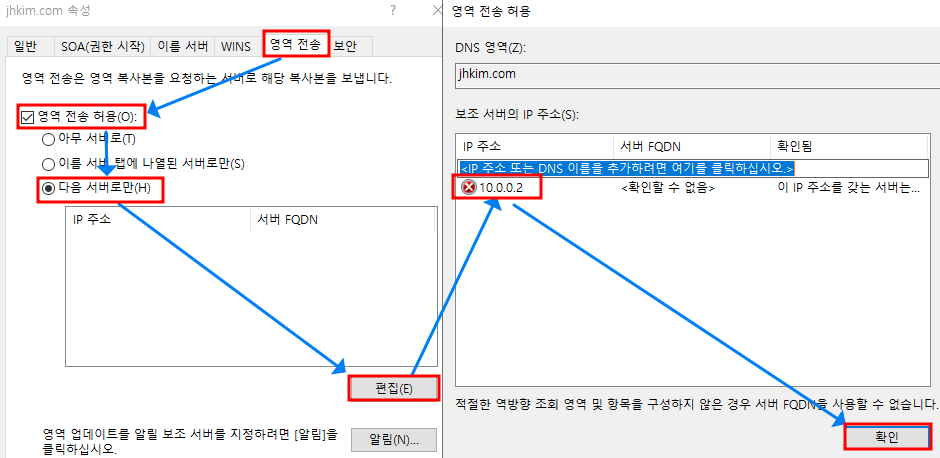 jhkim.com 속성
?
일반
SOA(권한 시작)
이름 서버
WINS
영역 전송
보안
영역 전송은 영역 복사본을 요청하는 서버로 해당 복사본을 보냅니다.
영역 전송 허용(O):
아무 서버로(T)
이름 서버 탭에 나열된 서버로만(S)
다음 서버로만(H)
IP 주소
서버 FQDN
편집(E)
영역 업데이트를 알림 보조 서버를 지정하려면 [알림]을
클릭하십시오.
알림(N)...
영역 전송 허용
DNS 영역(Z):
jhkim.com
보조 서버의 IP 주소(S):
IP 주소
서버 FQDN
확인됨
<IP 주소 또는 DNS 이름을 추가하려면 여기를 클릭하십시오.>
10.0.0.2
<확인할 수 없음>
이 IP 주소를 갖는 서버는...
적절한 역방향 조회 영역 및 항목을 구성하지 않은 경우 서버 FQDN을 사용할 수 없습니다.
확인